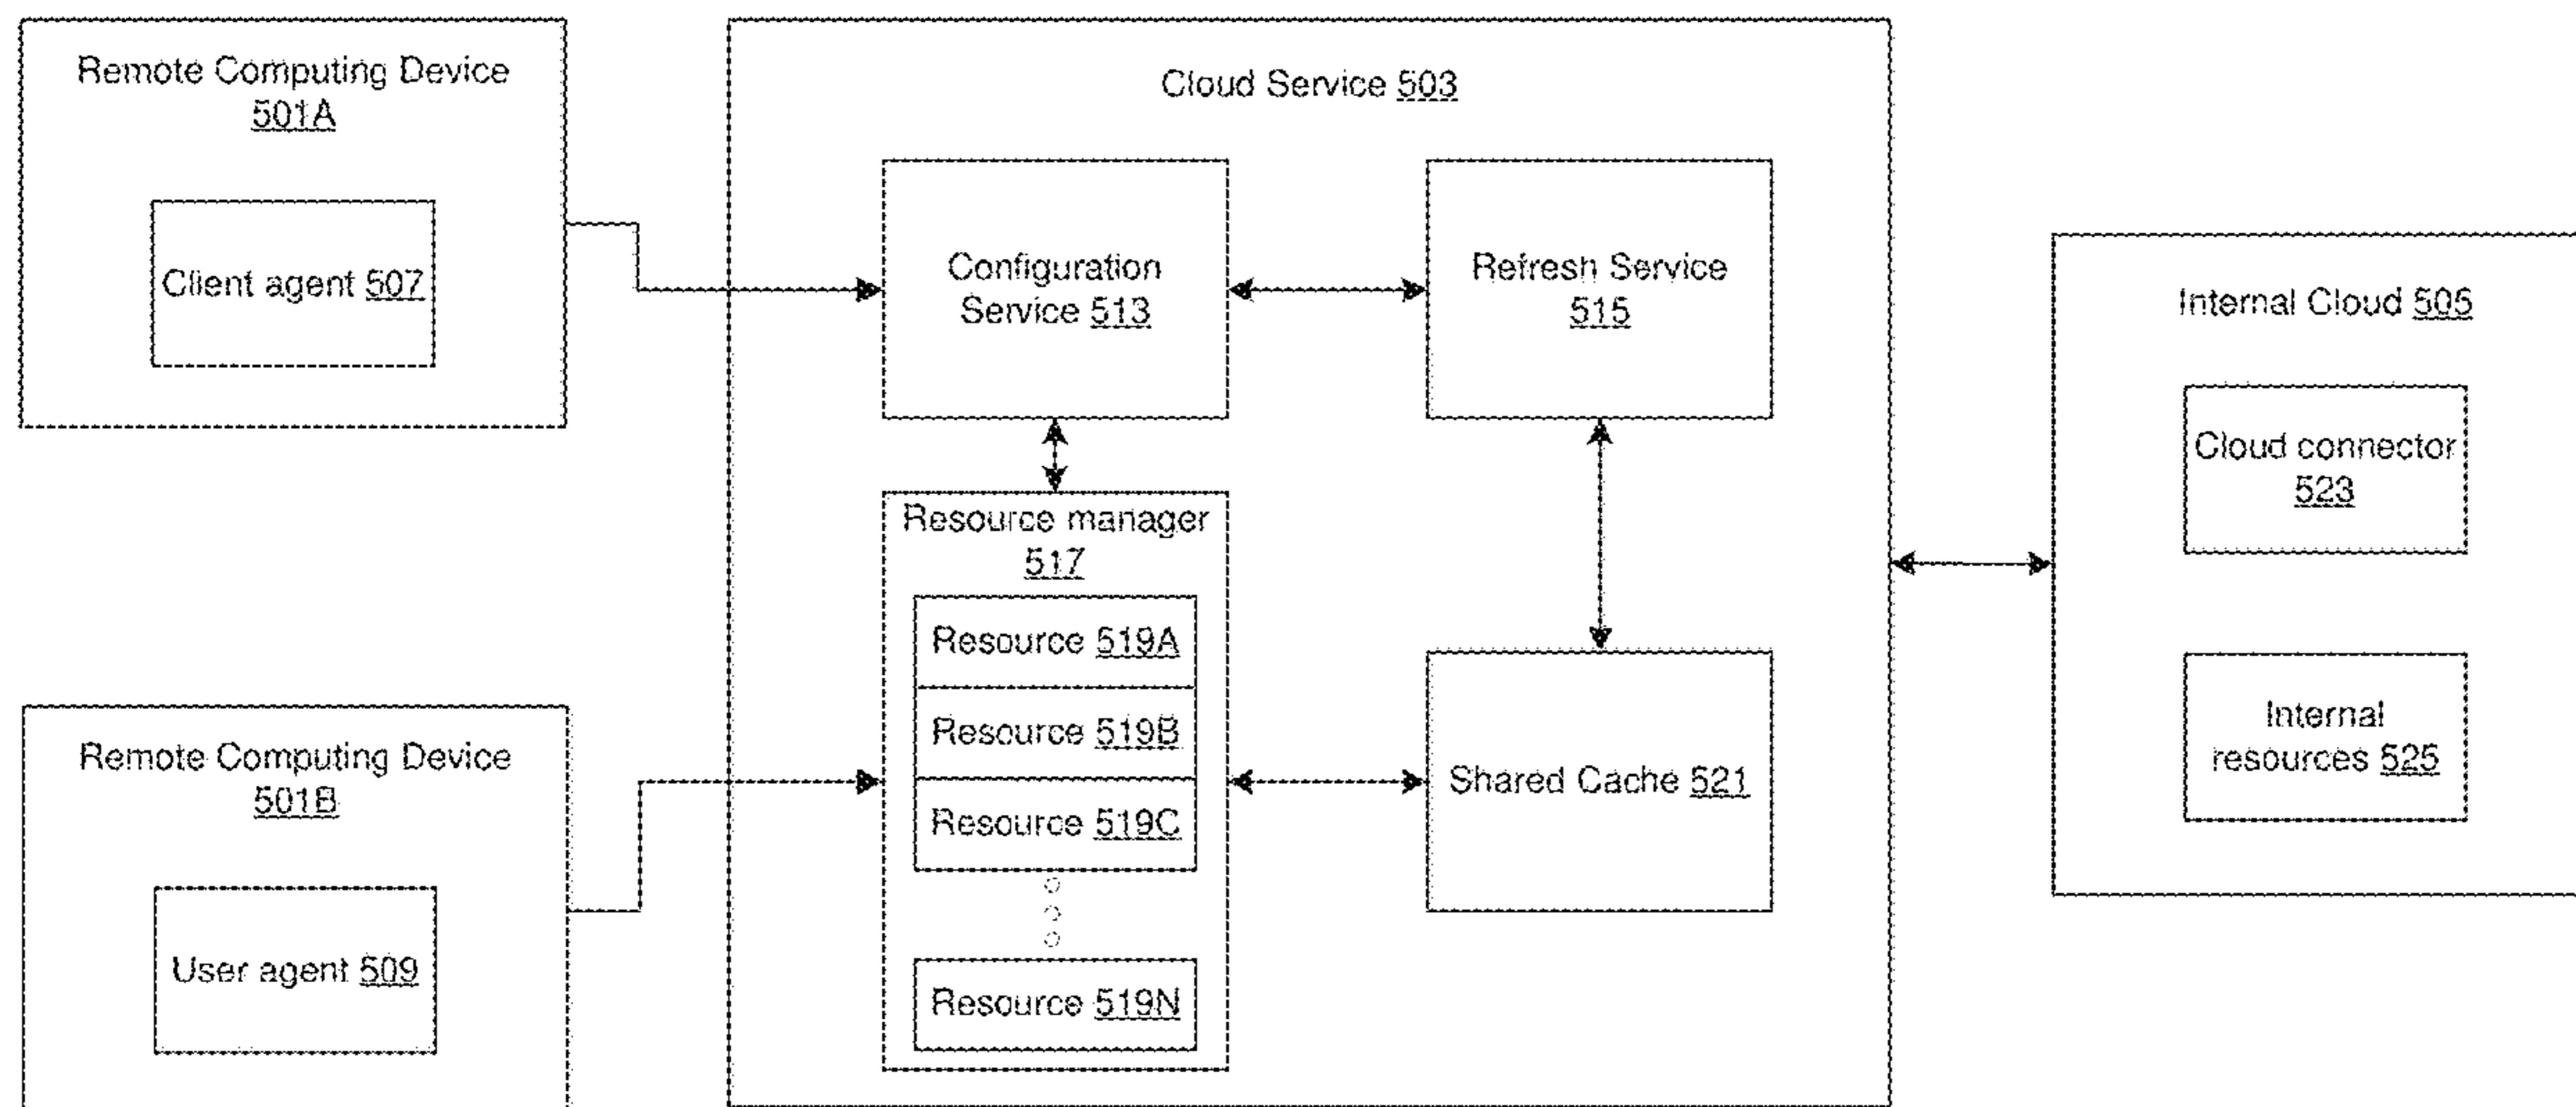 Remote Computing Device
501A
Client agent 507
Remote Computing Device
501B
User agent 509
Cloud Service 503
Configuration
Service 513
Refresh Service
515
Resource manager
517
Resource 519A
Resource 519B
Resource 519C
Resource 519N
Shared Cache 521
Internal Cloud 505
Cloud connector
523
Internal
resources 525